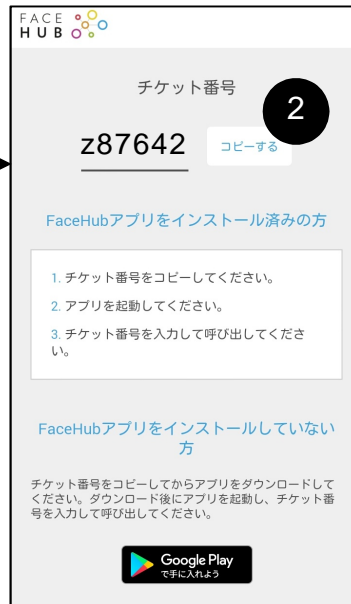 FACE
HUB
チケット番号
2
z87642
コピーする
FaceHubアプリをインストール済みの方
1. チケット番号をコピーしてください。
2. アプリを起動してください。
3. チケット番号を入力して呼び出してくださ
い。
FaceHubアプリをインストールしていない
方
チケット番号をコピーしてからアプリをダウンロードして
ください。ダウンロード後にアプリを起動し、チケット番
号を入力して呼び出してください。
Google Play
で手に入れよう